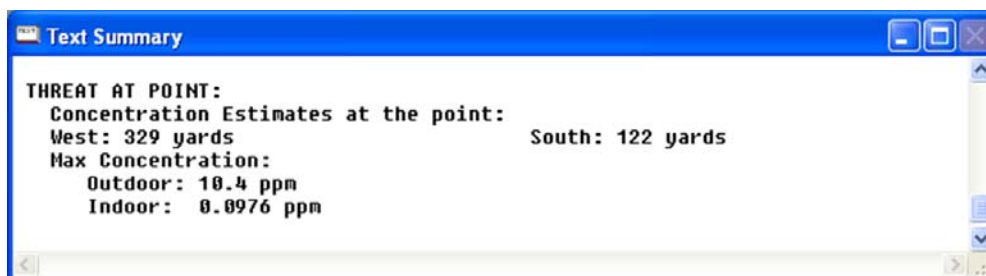 Text Summary
THREAT AT POINT:
Concentration Estimates at the point:
West: 329 yards South: 122 yards
Max Concentration:
Outdoor: 10.4 ppm
Indoor: 0.0976 ppm